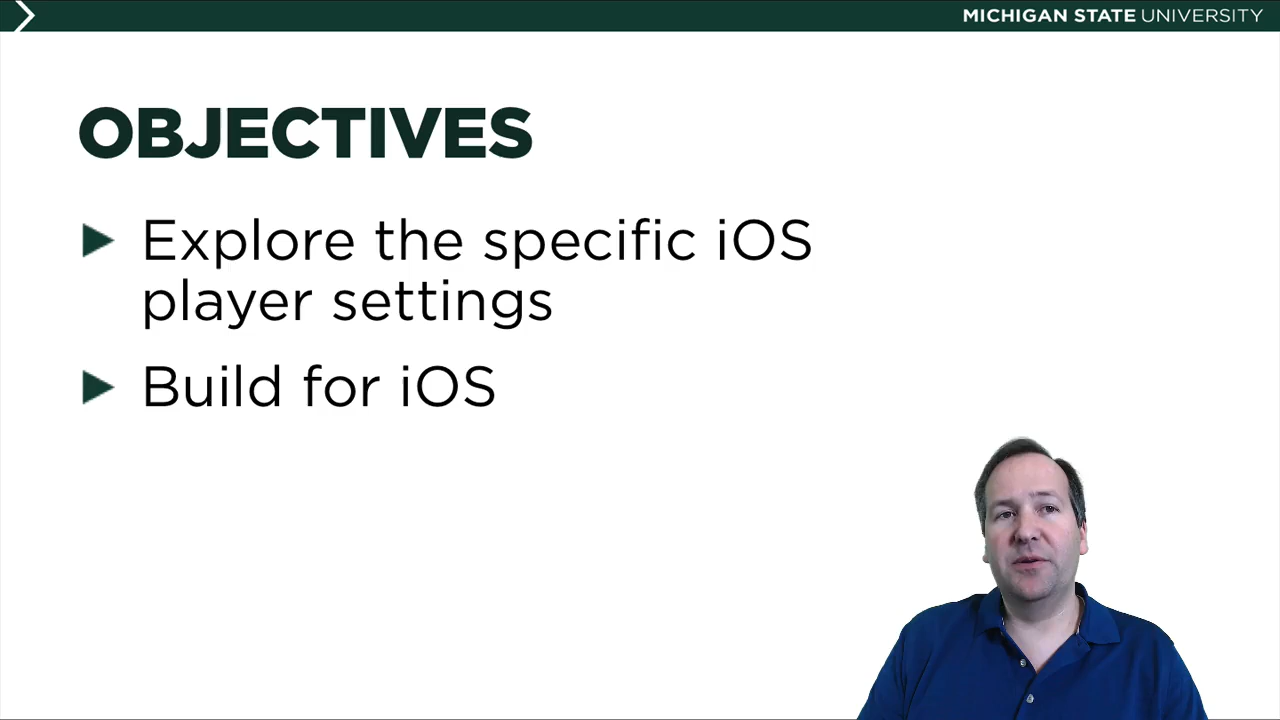 MICHIGAN STATE UNIVERSITY
OBJECTIVES
Explore the specific iOS
player settings
Build for iOS